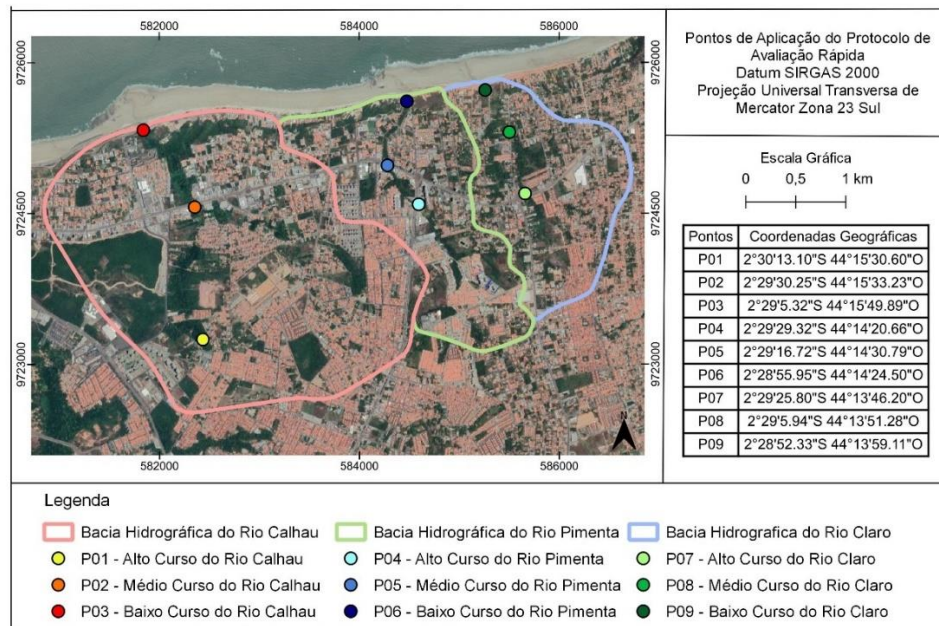 582000
584000
586000
9726000
9726000
9724500
9724500
9723000
9723000
582000
584000
586000
Pontos de Aplicação do Protocolo de
Avaliação Rápida
Datum SIRGAS 2000
Projeção Universal Transversa de
Mercator Zona 23 Sul
Escala Gráfica
0 0,5 1 km
Pontos Coordenadas Geográficas
P01 2°30'13.10"S 44°15'30.60"O
P02 2°29'30.25"S 44°15'33.23"O
P03 2°29'5.32"S 44°15'49.89"O
P04 2°29'29.32"S 44°14'20.66"O
P05 2°29'16.72"S 44°14'30.79"O
P06 2°28'55.95"S 44°14'24.50"O
P07 2°29'25.80"S 44°13'46.20"O
P08 2°29'5.94"S 44°13'51.28"O
P09 2°28'52.33"S 44°13'59.11"O
Legenda
Bacia Hidrográfica do Rio Calhau
P01 - Alto Curso do Rio Calhau
P02 - Médio Curso do Rio Calhau
P03 - Baixo Curso do Rio Calhau
Bacia Hidrográfica do Rio Pimenta
P04 - Alto Curso do Rio Pimenta
P05 - Médio Curso do Rio Pimenta
P06 - Baixo Curso do Rio Pimenta
Bacia Hidrografica do Rio Claro
P07 - Alto Curso do Rio Claro
P08 - Médio Curso do Rio Claro
P09 - Baixo Curso do Rio Claro